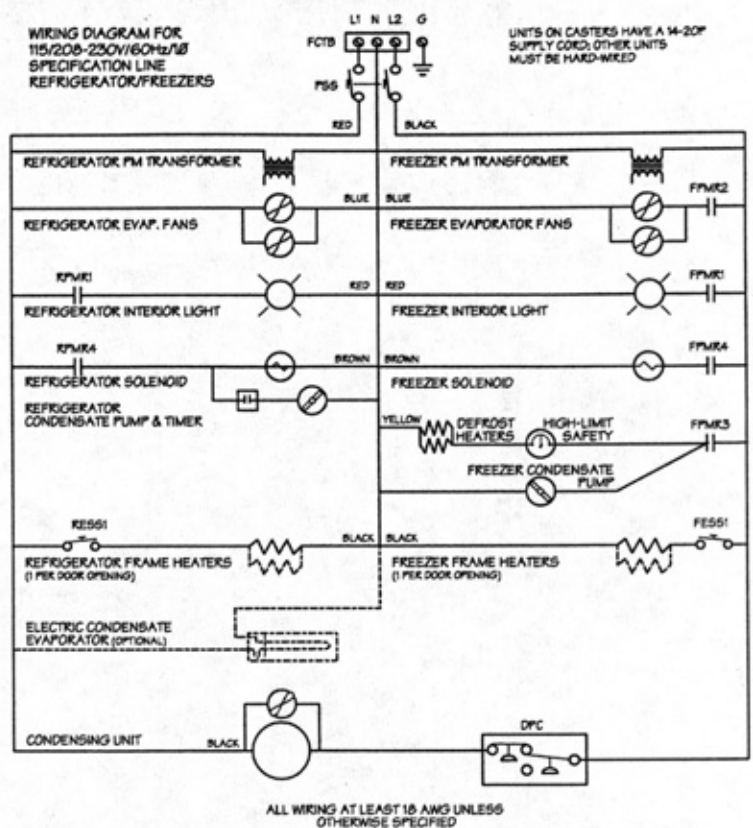 WIRING DIAGRAM FOR
115/208-230V/60Hz/1Ø
SPECIFICATION LINE
REFRIGERATOR/FREEZERS
L1 N L2 G
FCTB
UNITS ON CASTERS HAVE A 14-20P
SUPPLY CORD; OTHER UNITS
MUST BE HARD-WIRED
PSS
RED
BLACK
REFRIGERATOR PM TRANSFORMER
FREEZER PM TRANSFORMER
BLUE
BLUE
FPMR2
REFRIGERATOR EVAP. FANS
FREEZER EVAPORATOR FANS
RPMR1
RED
RED
FPMR1
REFRIGERATOR INTERIOR LIGHT
FREEZER INTERIOR LIGHT
RPMR4
BROWN
BROWN
FPMR4
REFRIGERATOR SOLENOID
FREEZER SOLENOID
REFRIGERATOR
CONDENSATE PUMP & TIMER
YELLOW
DEFROST
HEATERS
HIGH-LIMIT
SAFETY
FPMR3
FREEZER CONDENSATE
PUMP
RESS1
BLACK
BLACK
FESS1
REFRIGERATOR FRAME HEATERS
(1 PER DOOR OPENING)
FREEZER FRAME HEATERS
(1 PER DOOR OPENING)
ELECTRIC CONDENSATE
EVAPORATOR (OPTIONAL)
CONDENSING UNIT
BLACK
DPC
ALL WIRING AT LEAST 18 AWG UNLESS
OTHERWISE SPECIFIED